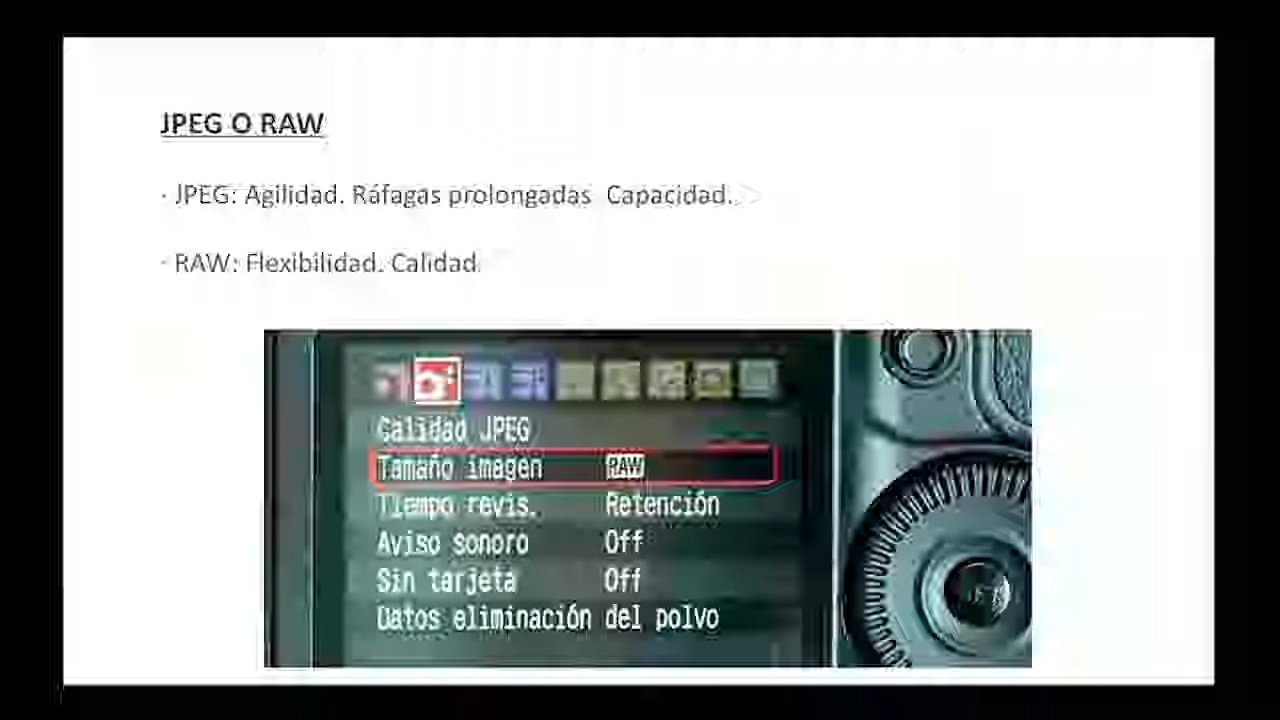 JPEG O RAW
- JPEG: Agilidad. Ráfagas prolongadas Capacidad.
- RAW: Flexibilidad. Calidad
Calidad JPEG
Tamaño imagen RAW
Tiempo revis. Retención
Aviso sonoro Off
Sin tarjeta Off
Datos eliminación del polvo